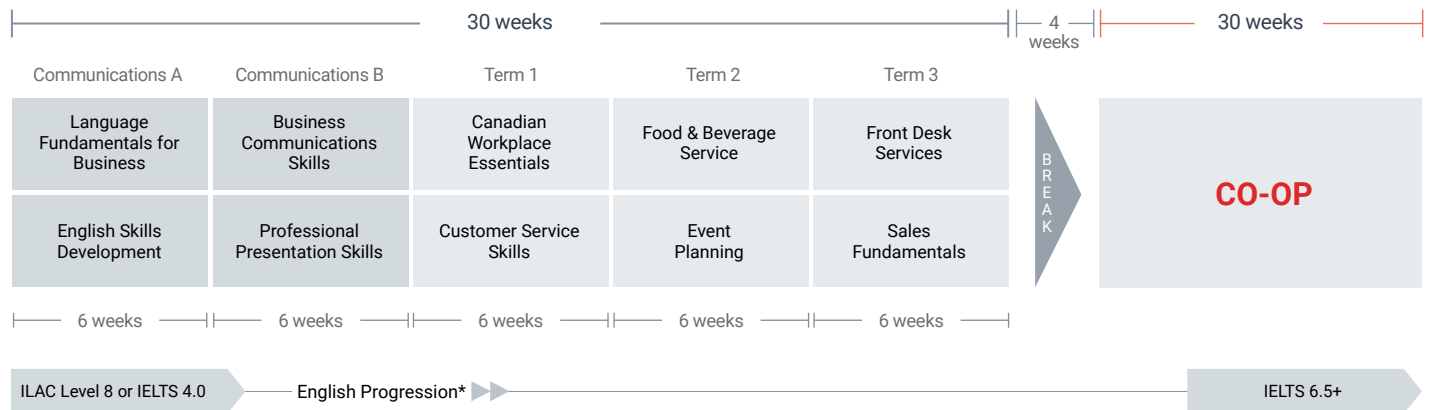 30 weeks
4
weeks
30 weeks
Communications A
Communications B
Term 1
Term 2
Term 3
Language
Fundamentals for
Business
Business
Communications
Skills
Canadian
Workplace
Essentials
Food & Beverage
Service
Front Desk
Services
English Skills
Development
Professional
Presentation Skills
Customer Service
Skills
Event
Planning
Sales
Fundamentals
BREAK
CO-OP
6 weeks
6 weeks
6 weeks
6 weeks
6 weeks
ILAC Level 8 or IELTS 4.0
English Progression*
IELTS 6.5+